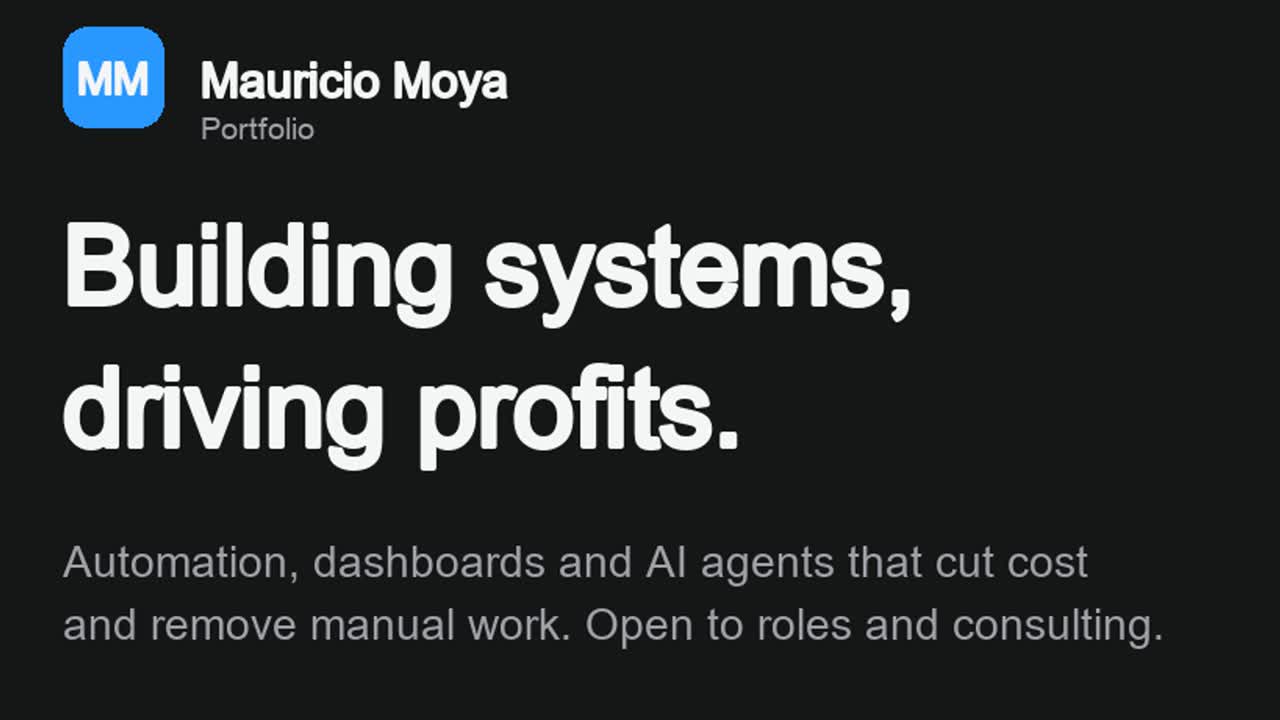 MM
Mauricio Moya
Portfolio
Building systems,
driving profits.
Automation, dashboards and AI agents that cut cost
and remove manual work. Open to roles and consulting.